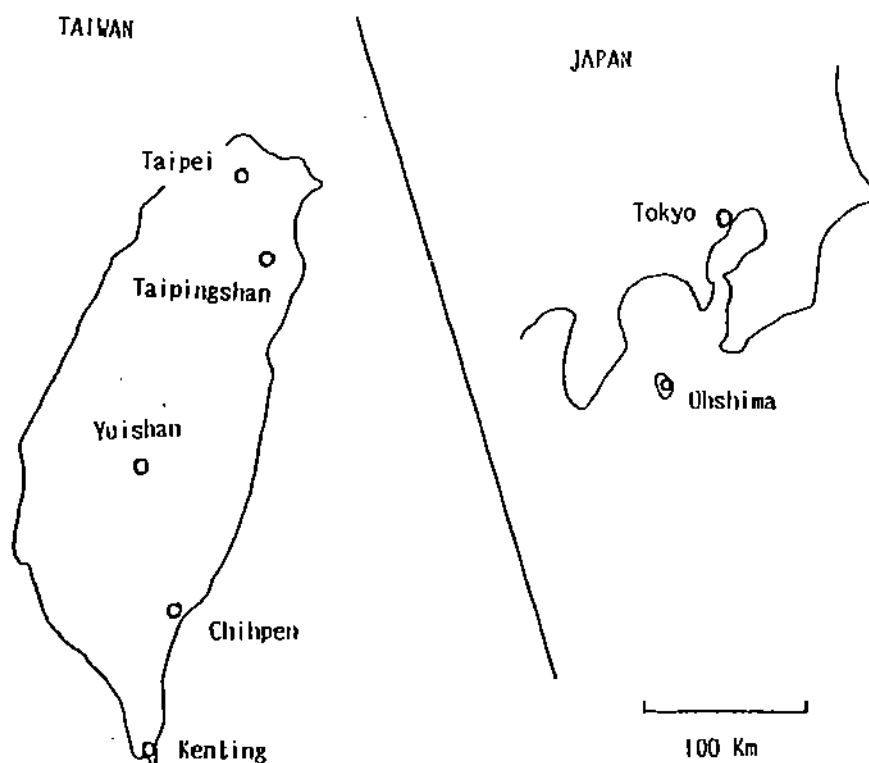 TAIWAN
JAPAN
Taipei
Tokyo
Taipingshan
Ohshima
Yuishan
Chihpen
Kenting
100 Km